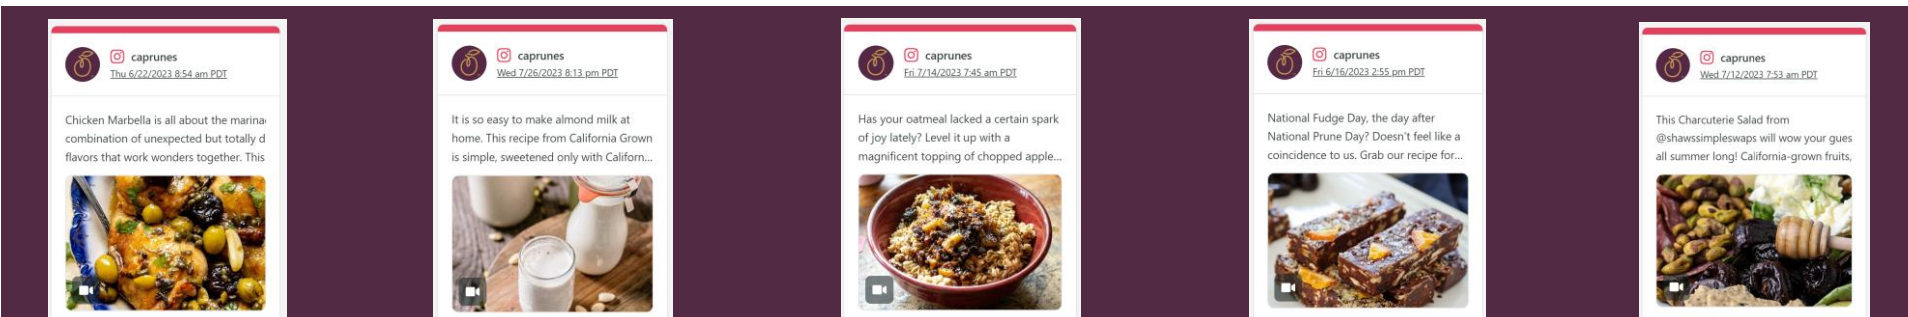 caprunes
Thu 6/22/2023 8:54 am PDT
Chicken Marbella is all about the
combination of unexpected but totally
flavors that work wonders together. This
caprunes
Wed 7/26/2023 8:13 pm PDT
It is so easy to make almond milk at
home. This recipe from California Grown
is simple, sweetened only with Californ...
caprunes
Fri 7/14/2023 7:45 am PDT
Has your oatmeal lacked a certain spark
of joy lately? Level it up with a
magnificent topping of chopped apple...
caprunes
Fri 6/16/2023 2:55 pm PDT
National Fudge Day, the day after
National Prune Day? Doesn't feel like a
coincidence to us. Grab our recipe for...
caprunes
Wed 7/12/2023 7:53 am PDT
This Charcuterie Salad from
@shawssimpleswaps will wow your gues
all summer long! California-grown fruits,